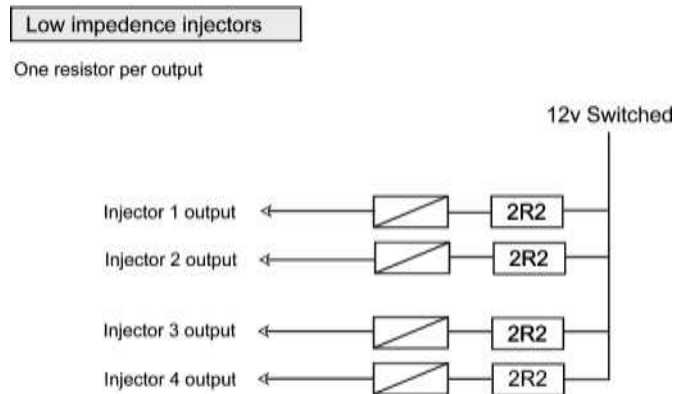 Low impedence injectors
One resistor per output
12v Switched
Injector 1 output 2R2
Injector 2 output 2R2
Injector 3 output 2R2
Injector 4 output 2R2